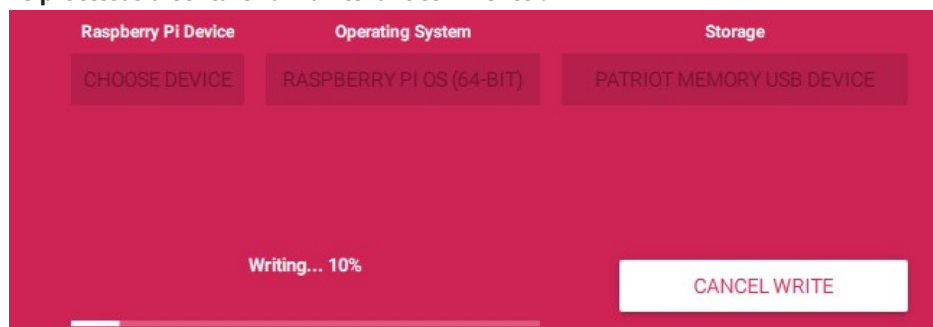 Raspberry Pi Device Operating System Storage
CHOOSE DEVICE RASPBERRY PI OS (64-BIT) PATRIOT MEMORY USB DEVICE
Writing... 10%
CANCEL WRITE